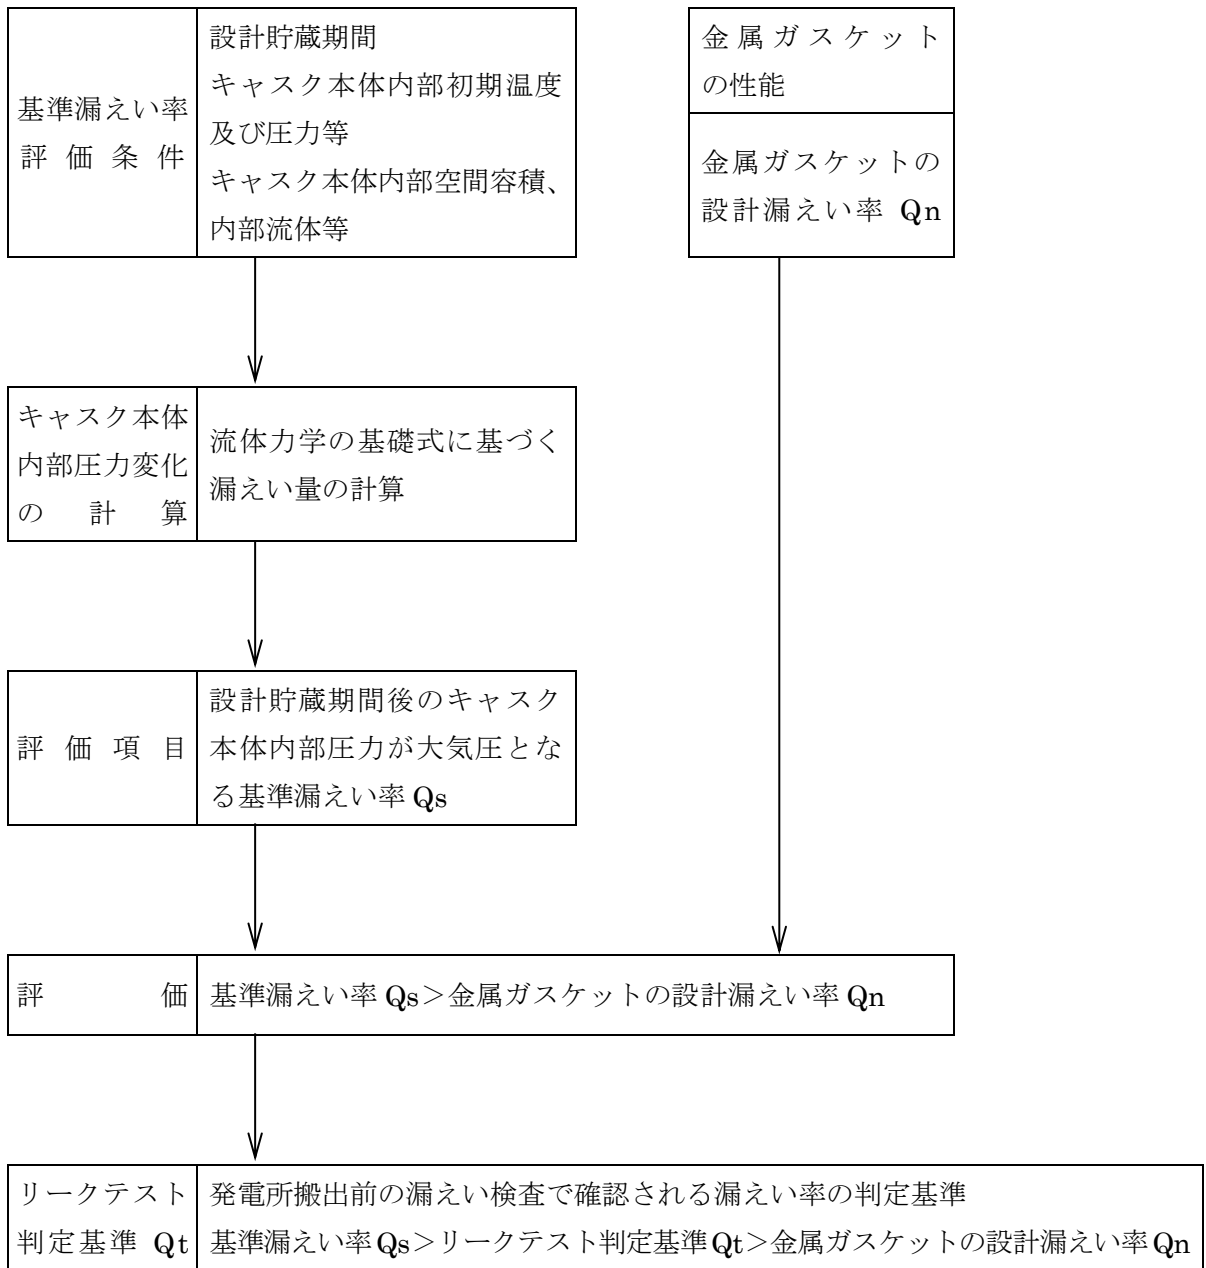 基準漏えい率
評価条件
設計貯蔵期間
キャスク本体内部初期温度
及び圧力等
キャスク本体内部空間容積、
内部流体等
金属ガスケット
の性能
金属ガスケットの
設計漏えい率 Qn
キャスク本体
内部圧力変化
の計算
流体力学の基礎式に基づく
漏えい量の計算
評価項目
設計貯蔵期間後のキャスク
本体内部圧力が大気圧とな
る基準漏えい率 Qs
評価
基準漏えい率 Qs＞金属ガスケットの設計漏えい率 Qn
リークテスト
判定基準 Qt
発電所搬出前の漏えい検査で確認される漏えい率の判定基準
基準漏えい率 Qs＞リークテスト判定基準 Qt＞金属ガスケットの設計漏えい率 Qn